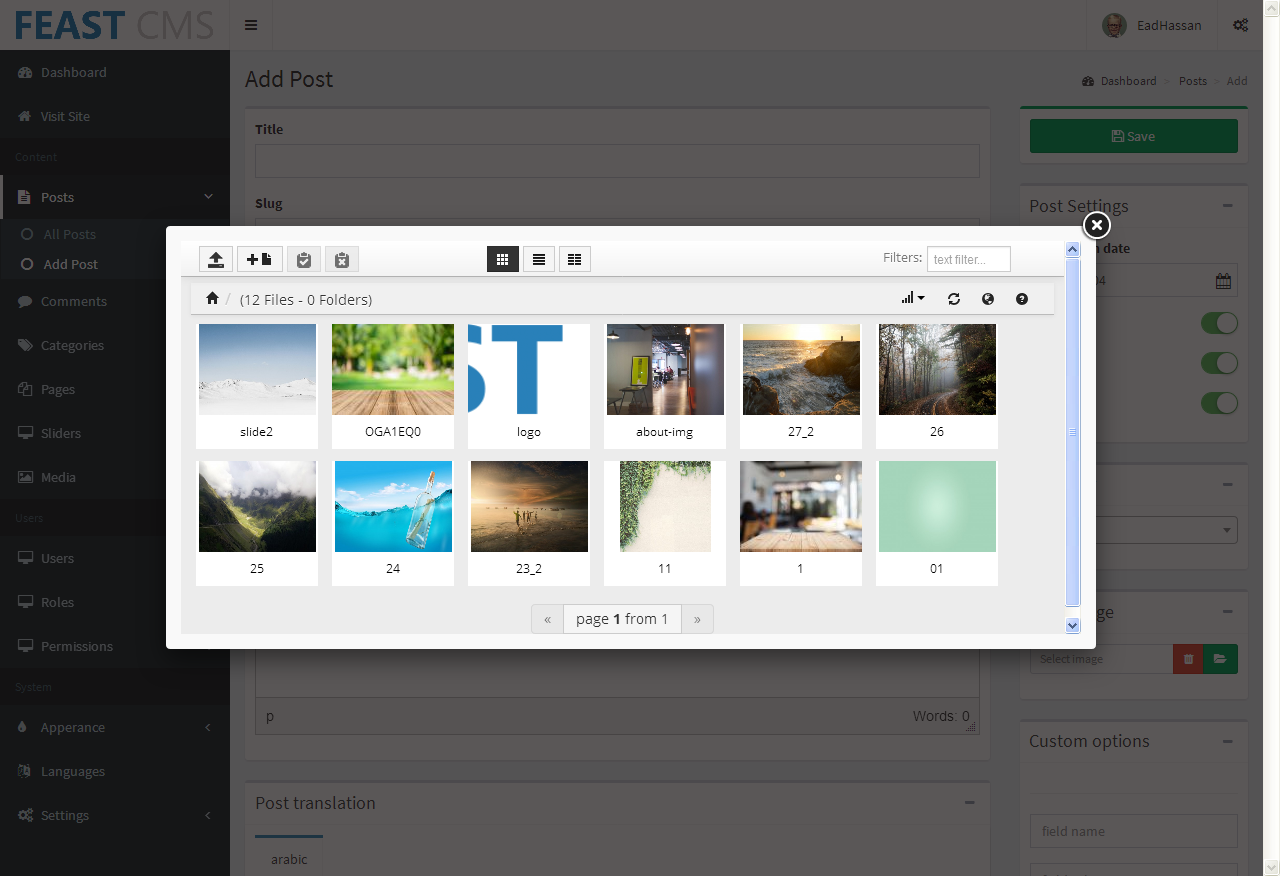 FEAST CMS
EadHassan
Dashboard
Visit Site
Content
Posts
All Posts
Add Post
Comments
Categories
Pages
Sliders
Media
Users
Users
Roles
Permissions
System
Apperance
Languages
Settings
Add Post
Dashboard > Posts > Add
Title
Slug
Save
Post Settings
date
Filters: text filter...
/ (12 Files - 0 Folders)
slide2
OGA1EQ0
ST
logo
about-img
27_2
26
25
24
23_2
11
1
01
« page 1 from 1 »
p
Words: 0
Select image
Custom options
field name
Post translation
arabic